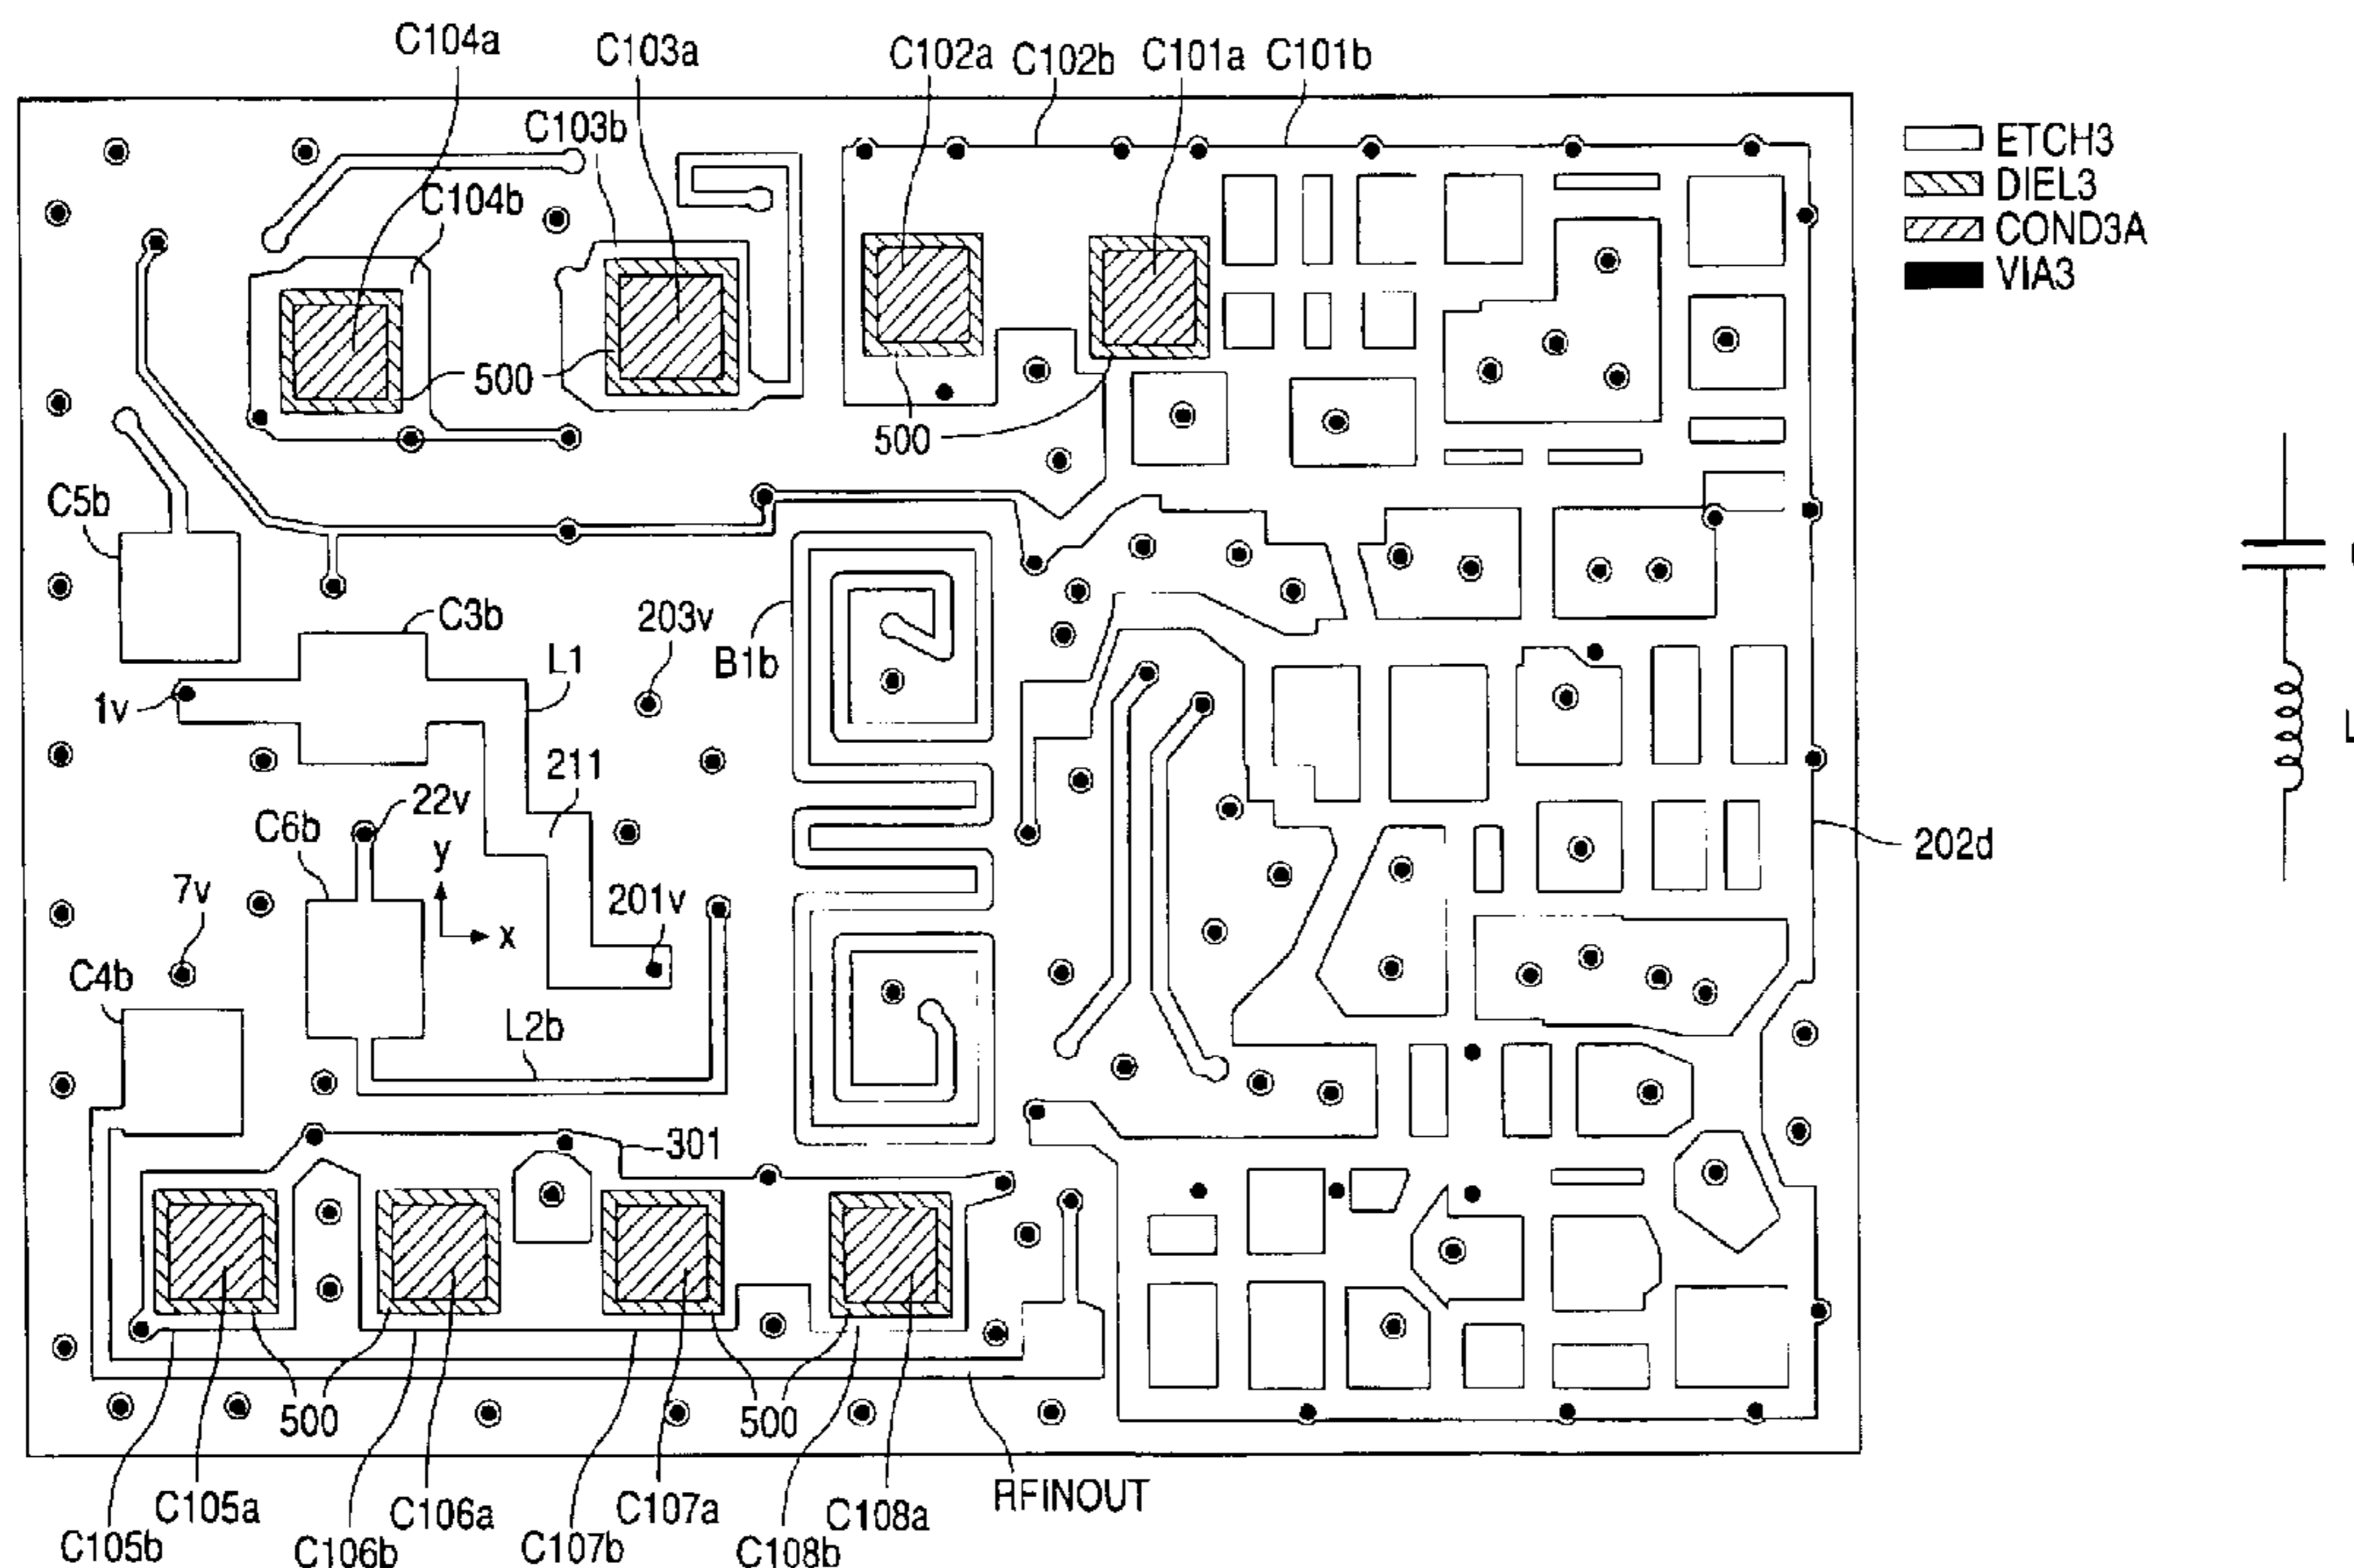 C104a
C103a
C102a
C102b
C101a
C101b
C103b
C104b
ETCH3
DIEL3
COND3A
VIA3
500
500
C5b
C3b
203v
B1b
L1
1v
211
22v
C6b
y
x
201v
202d
7v
C4b
L2b
301
500
500
RFINOUT
C105a
C106a
C107a
C108a
C105b
C106b
C107b
C108b